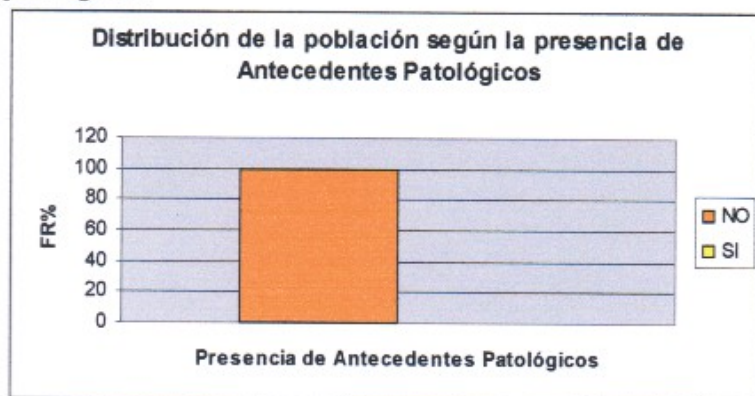 Distribución de la población según la presencia de
Antecedentes Patológicos
120
100
80
60
40
20
0
FR%
NO
SI
Presencia de Antecedentes Patológicos